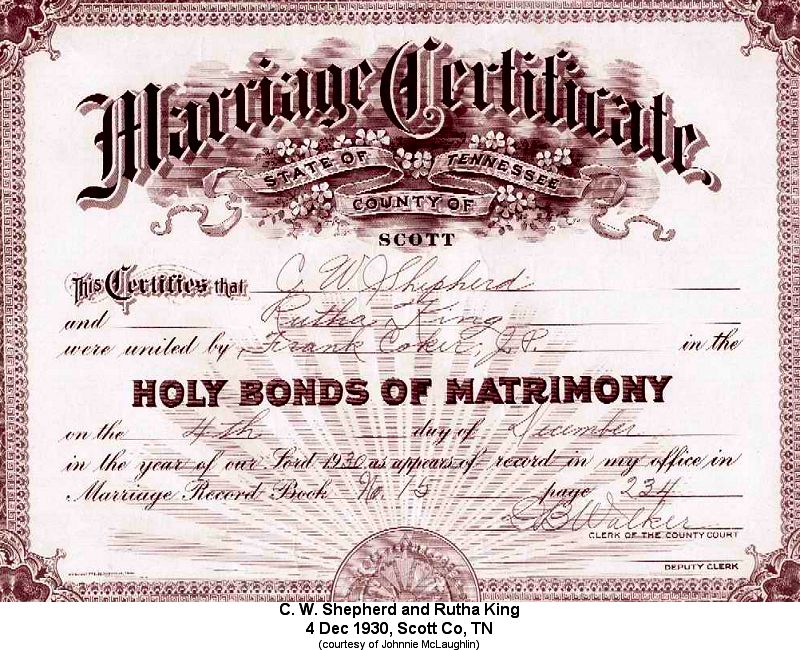 Marriage Certificate.
STATE OF TENNESSEE
COUNTY OF
SCOTT
This Certifies that C. W. Shepherd
and Rutha King
were united by Frank Coker, J.P. in the
HOLY BONDS OF MATRIMONY
on the 4th day of December
in the year of our Lord 1930 as appears of record in my office in
Marriage Record Book No. 15 page 234
Walker
CLERK OF THE COUNTY COURT
DEPUTY CLERK
C. W. Shepherd and Rutha King
4 Dec 1930, Scott Co, TN
(courtesy of Johnnie McLaughlin)